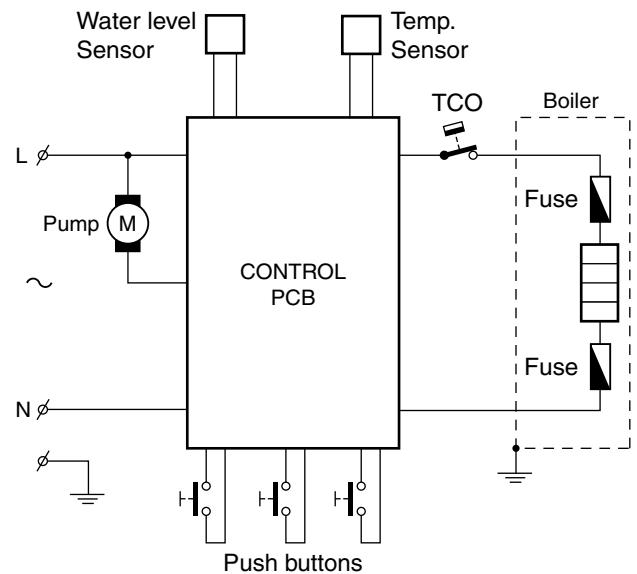 Water level
Sensor
Temp.
Sensor
TCO
Boiler
L
Fuse
Pump
M
CONTROL
PCB
Fuse
N
Push buttons